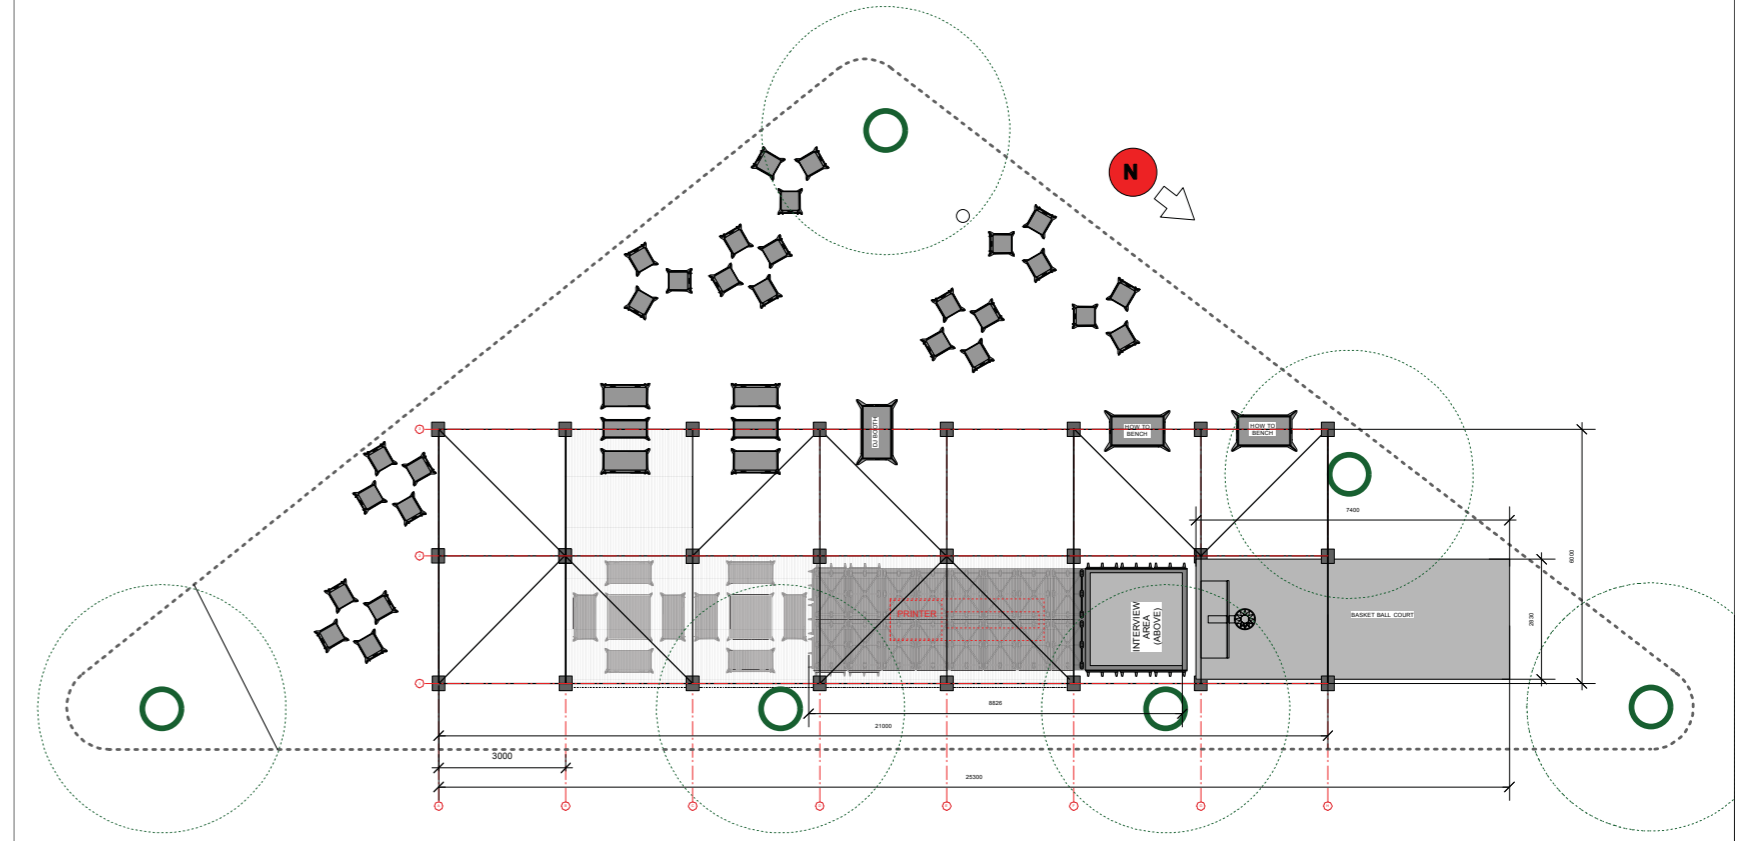 N
DJ BOOTH
HOW TO
BENCH
HOW TO
BENCH
7400
6000
2830
PRINTER
INTERVIEW
AREA
(ABOVE)
BASKET BALL COURT
8826
21000
3000
25300